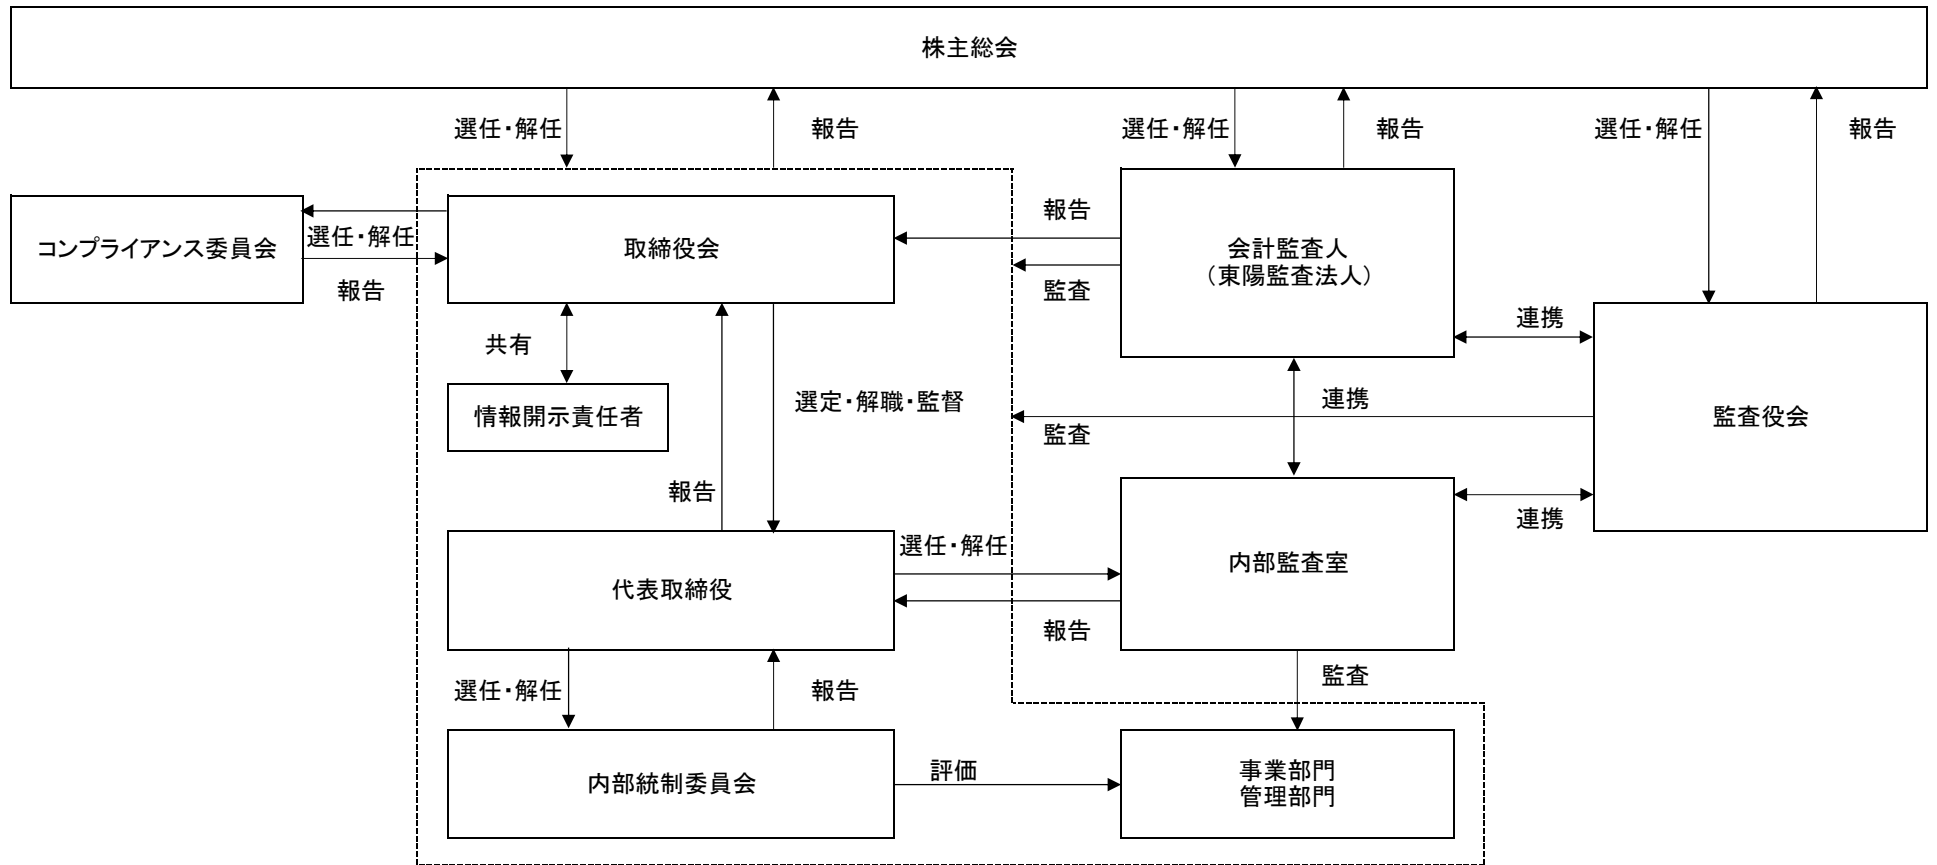 株主総会
選任・解任
報告
選任・解任
報告
選任・解任
報告
コンプライアンス委員会
選任・解任
報告
取締役会
報告
監査
会計監査人
（東陽監査法人）
連携
共有
情報開示責任者
選定・解職・監督
連携
監査
監査役会
報告
連携
代表取締役
選任・解任
報告
内部監査室
選任・解任
報告
監査
内部統制委員会
評価
事業部門
管理部門